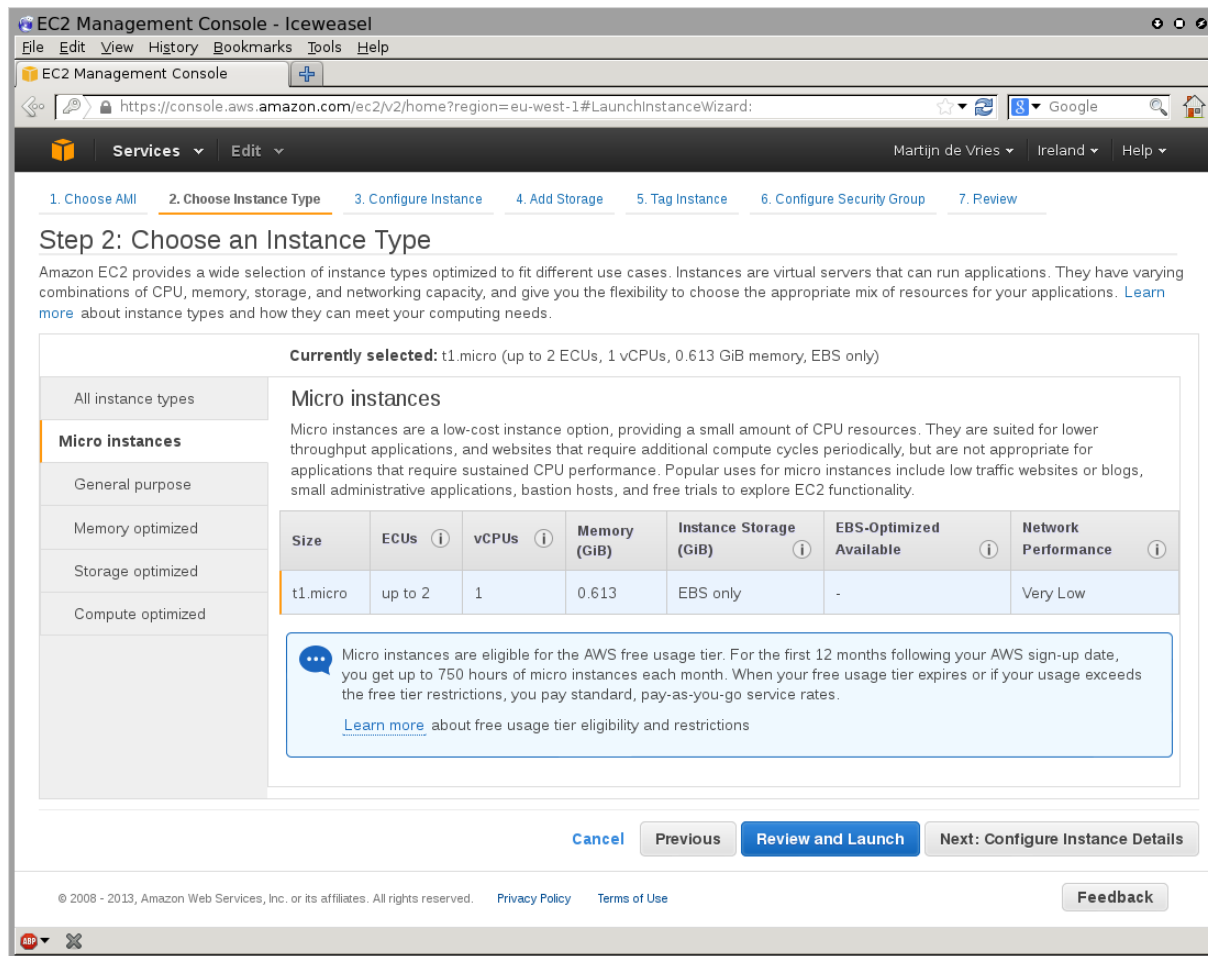 EC2 Management Console - Iceweasel
File Edit View History Bookmarks Tools Help
EC2 Management Console
https://console.aws.amazon.com/ec2/v2/home?region=eu-west-1#LaunchInstanceWizard:
8 Google
Services Edit Martijn de Vries Ireland Help
1. Choose AMI 2. Choose Instance Type 3. Configure Instance 4. Add Storage 5. Tag Instance 6. Configure Security Group 7. Review
Step 2: Choose an Instance Type
Amazon EC2 provides a wide selection of instance types optimized to fit different use cases. Instances are virtual servers that can run applications. They have varying
combinations of CPU, memory, storage, and networking capacity, and give you the flexibility to choose the appropriate mix of resources for your applications. Learn
more about instance types and how they can meet your computing needs.
Currently selected: t1.micro (up to 2 ECUs, 1 vCPUs, 0.613 GiB memory, EBS only)
All instance types
Micro instances
General purpose
Memory optimized
Storage optimized
Compute optimized
Micro instances
Micro instances are a low-cost instance option, providing a small amount of CPU resources. They are suited for lower
throughput applications, and websites that require additional compute cycles periodically, but are not appropriate for
applications that require sustained CPU performance. Popular uses for micro instances include low traffic websites or blogs,
small administrative applications, bastion hosts, and free trials to explore EC2 functionality.
Size ECUs i vCPUs i Memory (GiB) Instance Storage (GiB) i EBS-Optimized Available i Network Performance i
t1.micro up to 2 1 0.613 EBS only - Very Low
Micro instances are eligible for the AWS free usage tier. For the first 12 months following your AWS sign-up date,
you get up to 750 hours of micro instances each month. When your free usage tier expires or if your usage exceeds
the free tier restrictions, you pay standard, pay-as-you-go service rates.
Learn more about free usage tier eligibility and restrictions
Cancel Previous Review and Launch Next: Configure Instance Details
© 2008 - 2013, Amazon Web Services, Inc. or its affiliates. All rights reserved. Privacy Policy Terms of Use Feedback
ABP